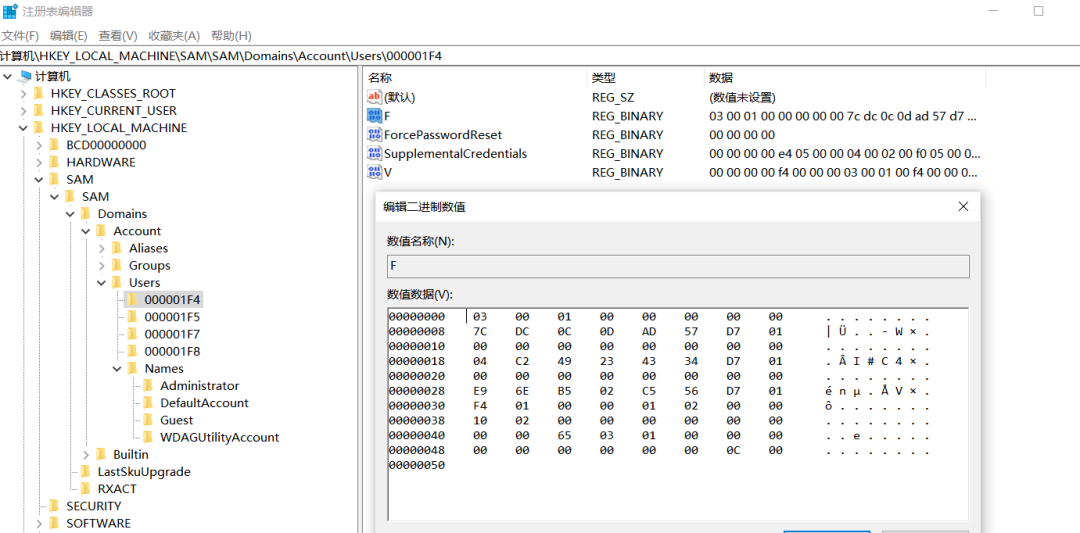 注册表编辑器
文件(F) 编辑(E) 查看(V) 收藏夹(A) 帮助(H)
计算机\HKEY_LOCAL_MACHINE\SAM\SAM\Domains\Account\Users\000001F4
计算机
HKEY_CLASSES_ROOT
HKEY_CURRENT_USER
HKEY_LOCAL_MACHINE
BCD00000000
HARDWARE
SAM
SAM
Domains
Account
Aliases
Groups
Users
000001F4
000001F5
000001F7
000001F8
Names
Administrator
DefaultAccount
Guest
WDAGUtilityAccount
Builtin
LastSkuUpgrade
RXACT
SECURITY
SOFTWARE
名称 类型 数据
ab (默认) REG_SZ (数值未设置)
F REG_BINARY 03 00 01 00 00 00 00 00 7c dc 0c 0d ad 57 d7 ...
ForcePasswordReset REG_BINARY 00 00 00 00
SupplementalCredentials REG_BINARY 00 00 00 00 e4 05 00 00 04 00 02 00 f0 05 00 0...
V REG_BINARY 00 00 00 00 f4 00 00 00 03 00 01 00 f4 00 00 0...
编辑二进制数值
数值名称(N):
F
数值数据(V):
00000000 03 00 01 00 00 00 00 00 . . . . . . . .
00000008 7C DC 0C 0D AD 57 D7 01 | Ü . . - W × .
00000010 00 00 00 00 00 00 00 00 . . . . . . . .
00000018 04 C2 49 23 43 34 D7 01 . Â I # C 4 × .
00000020 00 00 00 00 00 00 00 00 . . . . . . . .
00000028 E9 6E B5 02 C5 56 D7 01 é n µ . Å V × .
00000030 F4 01 00 00 01 02 00 00 ô . . . . . . .
00000038 10 02 00 00 00 00 00 00 . . . . . . . .
00000040 00 00 65 03 01 00 00 00 . . e . . . . .
00000048 00 00 00 00 00 00 0C 00 . . . . . . . .
00000050